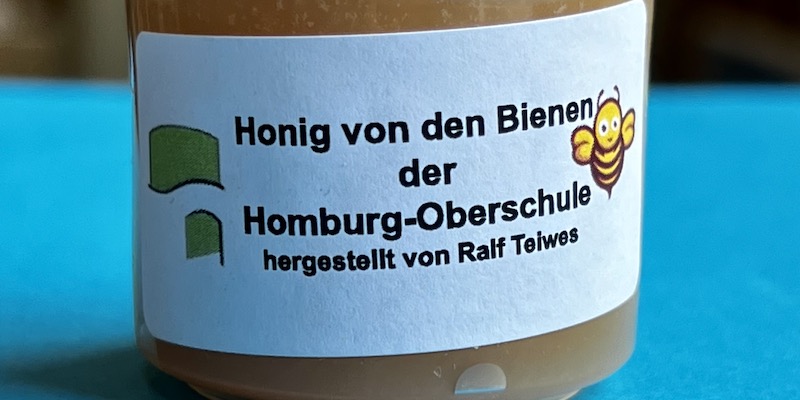 Honig von den Bienen
der
Homburg-Oberschule
hergestellt von Ralf Teiwes